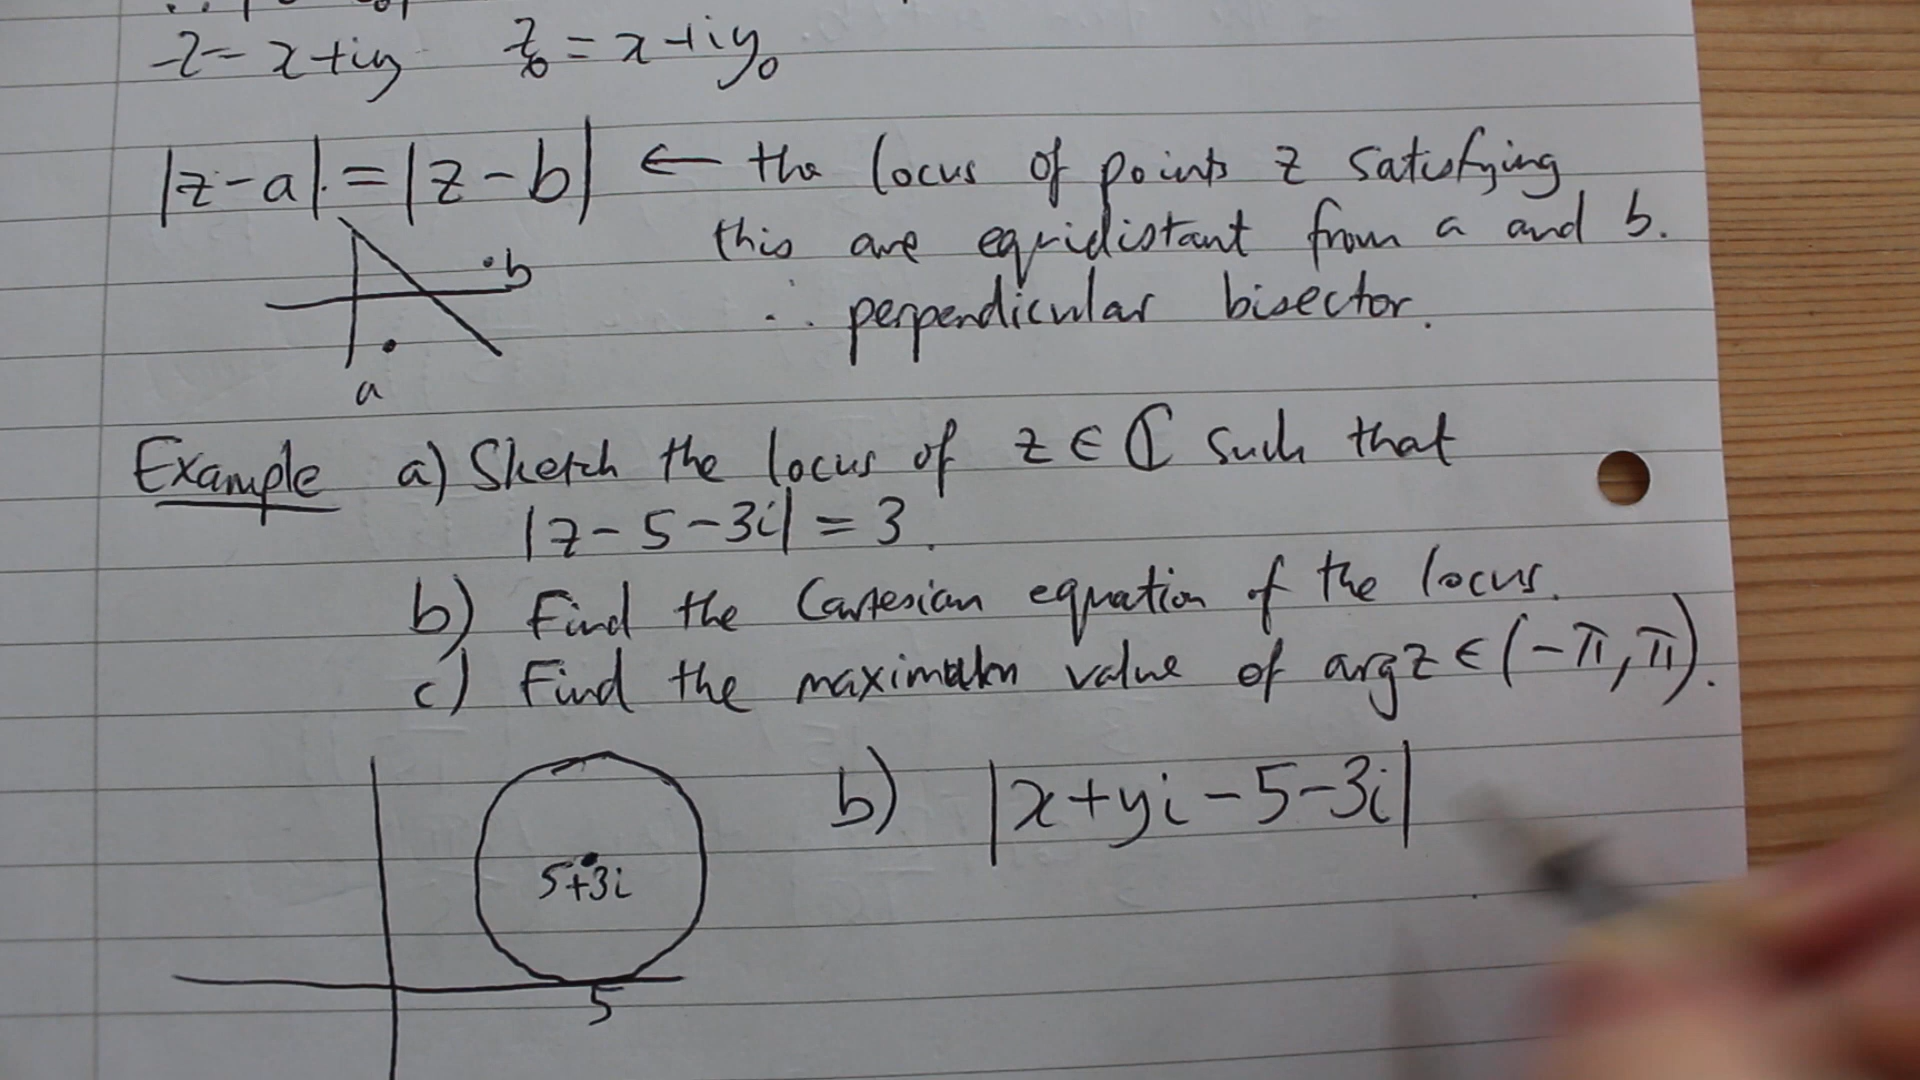 z = x+iy z₀ = x+iy₀
|z-a| = |z-b| ← the locus of points z satisfying
this are equidistant from a and b.
∴ perpendicular bisector.
b
a
Example a) Sketch the locus of z ∈ ℂ such that
|z - 5 - 3i| = 3.
b) Find the Cartesian equation of the locus.
c) Find the maximum value of arg z ∈ (-π, π).
b) |x + yi - 5 - 3i|
5+3i
5